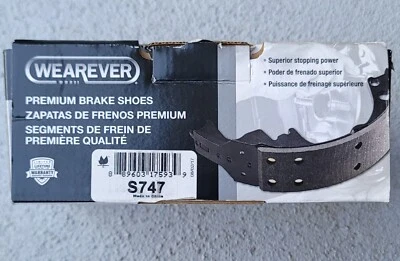 WEAREVER
PREMIUM BRAKE SHOES
ZAPATAS DE FRENOS PREMIUM
SEGMENTS DE FREIN DE
PREMIÈRE QUALITÉ
• Superior stopping power
• Poder de frenado superior
• Puissance de freinage supérieure
LIFETIME
WARRANTY
8 89603 17593 9
S747
Made in China